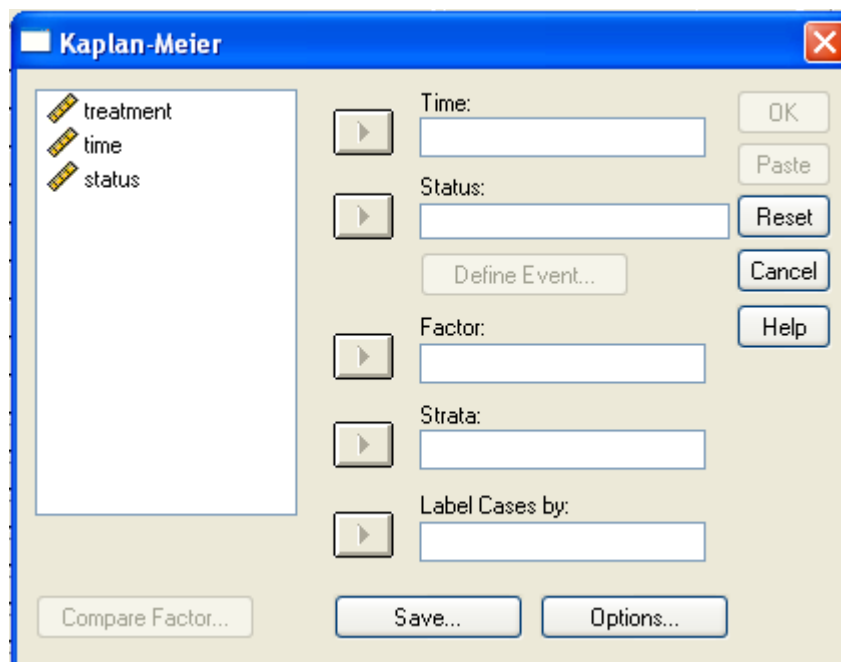 Kaplan-Meier
treatment
time
status
Time:
Status:
Define Event...
Factor:
Strata:
Label Cases by:
OK
Paste
Reset
Cancel
Help
Compare Factor...
Save...
Options...